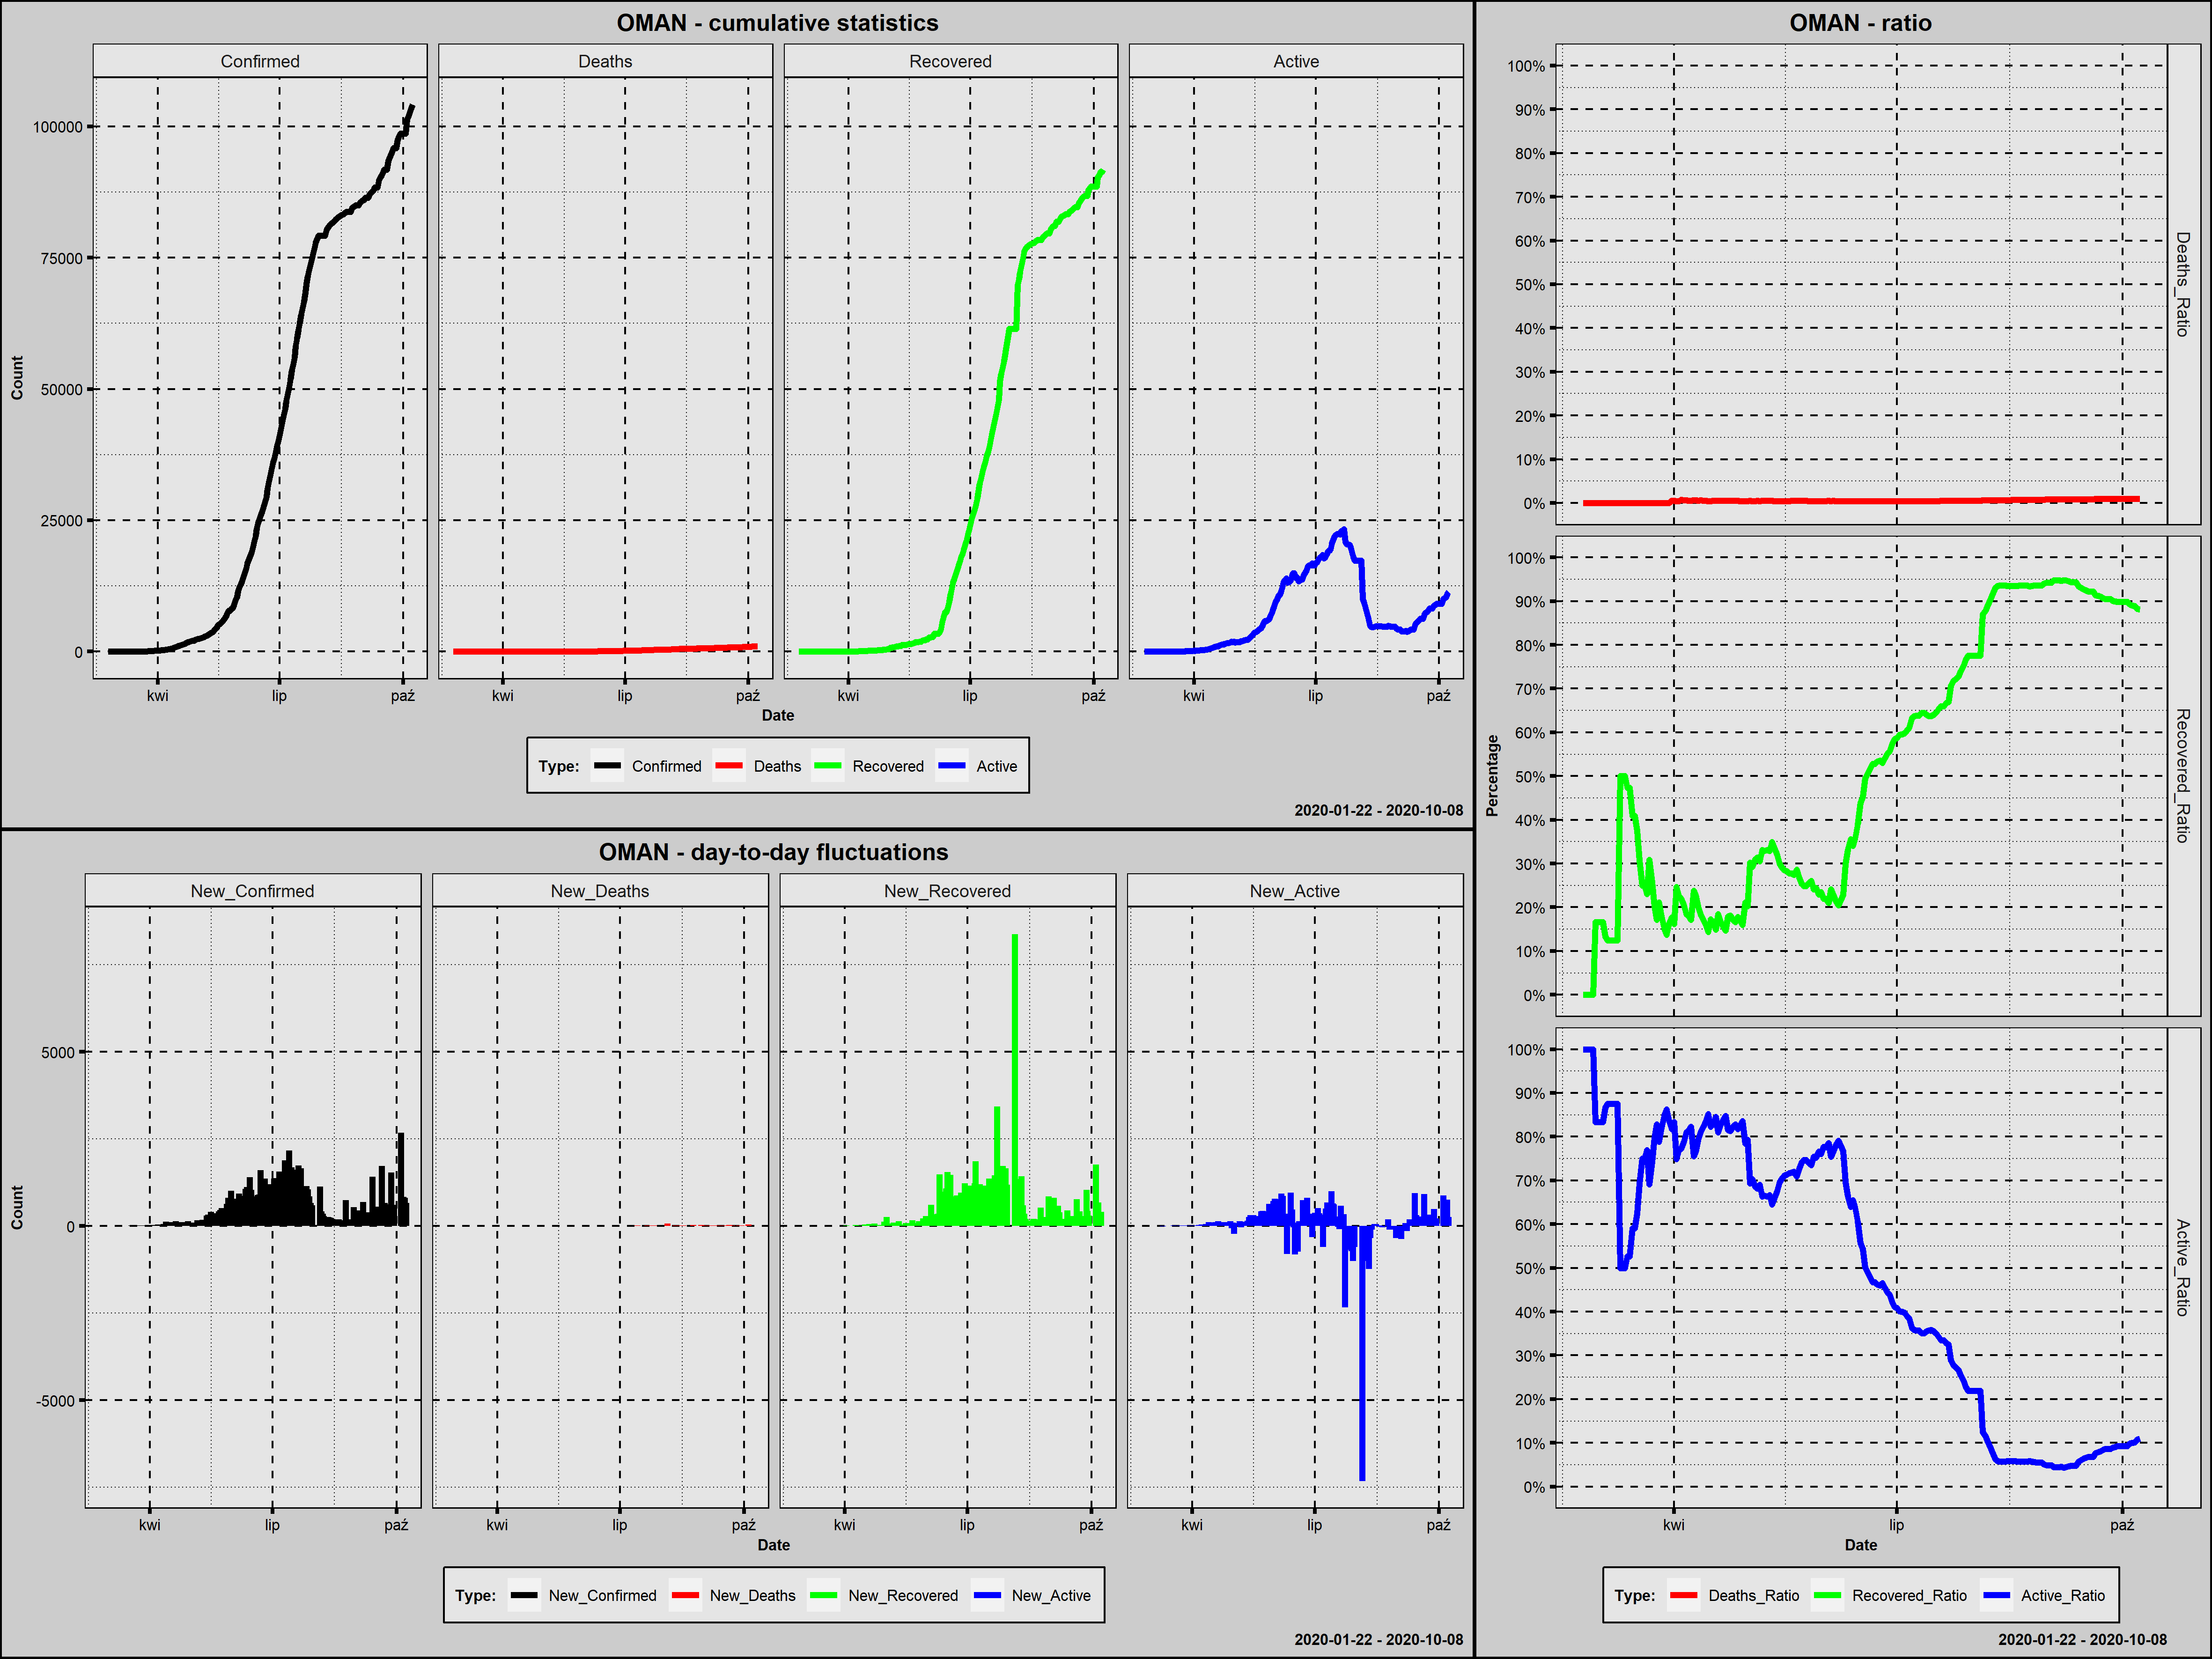 OMAN - cumulative statistics
Confirmed Deaths Recovered Active
Count
100000
75000
50000
25000
0
kwi lip paź kwi lip paź kwi lip paź kwi lip paź
Date
Type: Confirmed Deaths Recovered Active
2020-01-22 - 2020-10-08
OMAN - day-to-day fluctuations
New_Confirmed New_Deaths New_Recovered New_Active
Count
5000
0
-5000
kwi lip paź kwi lip paź kwi lip paź kwi lip paź
Date
Type: New_Confirmed New_Deaths New_Recovered New_Active
2020-01-22 - 2020-10-08
OMAN - ratio
Percentage
100%
90%
80%
70%
60%
50%
40%
30%
20%
10%
0%
Deaths_Ratio
100%
90%
80%
70%
60%
50%
40%
30%
20%
10%
0%
Recovered_Ratio
100%
90%
80%
70%
60%
50%
40%
30%
20%
10%
0%
Active_Ratio
kwi lip paź
Date
Type: Deaths_Ratio Recovered_Ratio Active_Ratio
2020-01-22 - 2020-10-08